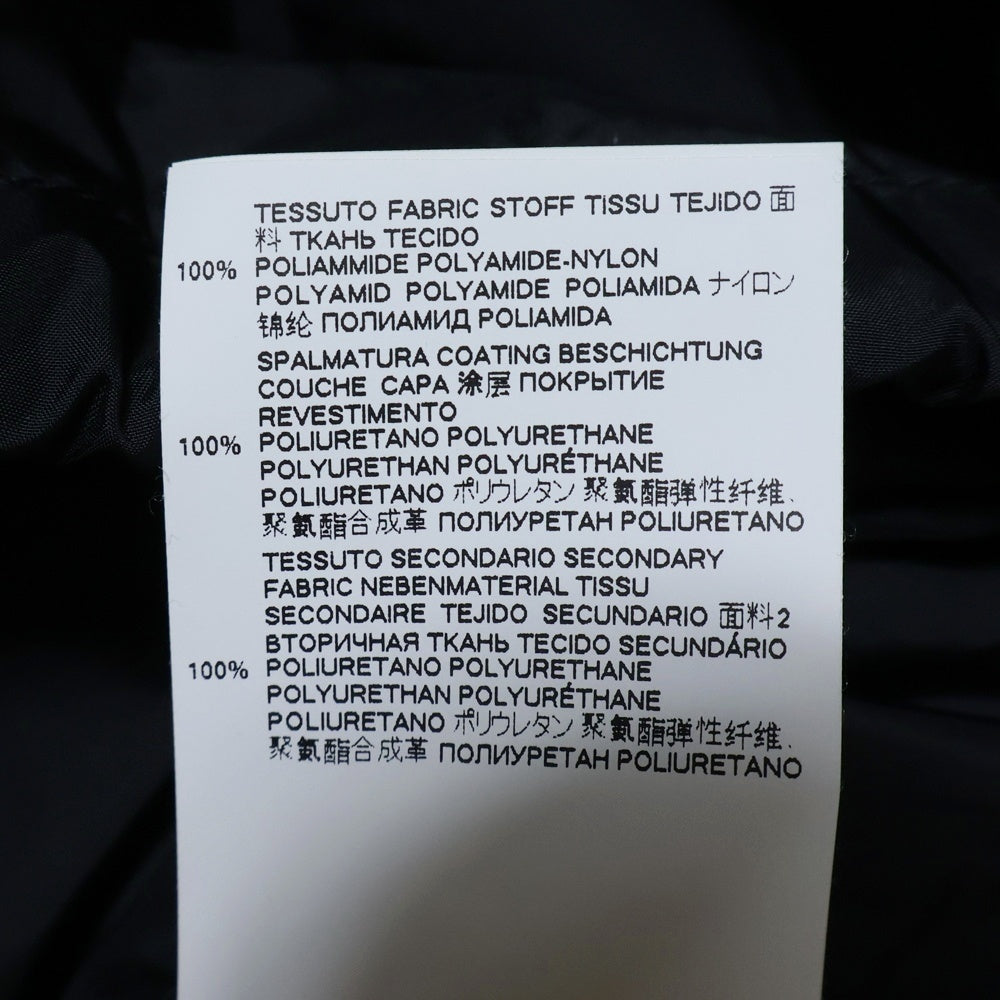 TESSUTO FABRIC STOFF TISSU TEJIDO 面
料 ТКАНЬ TECIDO
100% POLIAMMIDE POLYAMIDE-NYLON
POLYAMID POLYAMIDE POLIAMIDA ナイロン
锦纶 ПОЛИАМИД POLIAMIDA
SPALMATURA COATING BESCHICHTUNG
COUCHE CAPA 涂层 ПОКРЫТИЕ
REVESTIMENTO
100% POLIURETANO POLYURETHANE
POLYURETHAN POLYURÉTHANE
POLIURETANO ポリウレタン 聚氨酯弹性纤维、
聚氨酯合成革 ПОЛИУРЕТАН POLIURETANO
TESSUTO SECONDARIO SECONDARY
FABRIC NEBENMATERIAL TISSU
SECONDAIRE TEJIDO SECUNDARIO 面料2
ВТОРИЧНАЯ ТКАНЬ TECIDO SECUNDÁRIO
100% POLIURETANO POLYURETHANE
POLYURETHAN POLYURÉTHANE
POLIURETANO ポリウレタン 聚氨酯弹性纤维、
聚氨酯合成革 ПОЛИУРЕТАН POLIURETANO